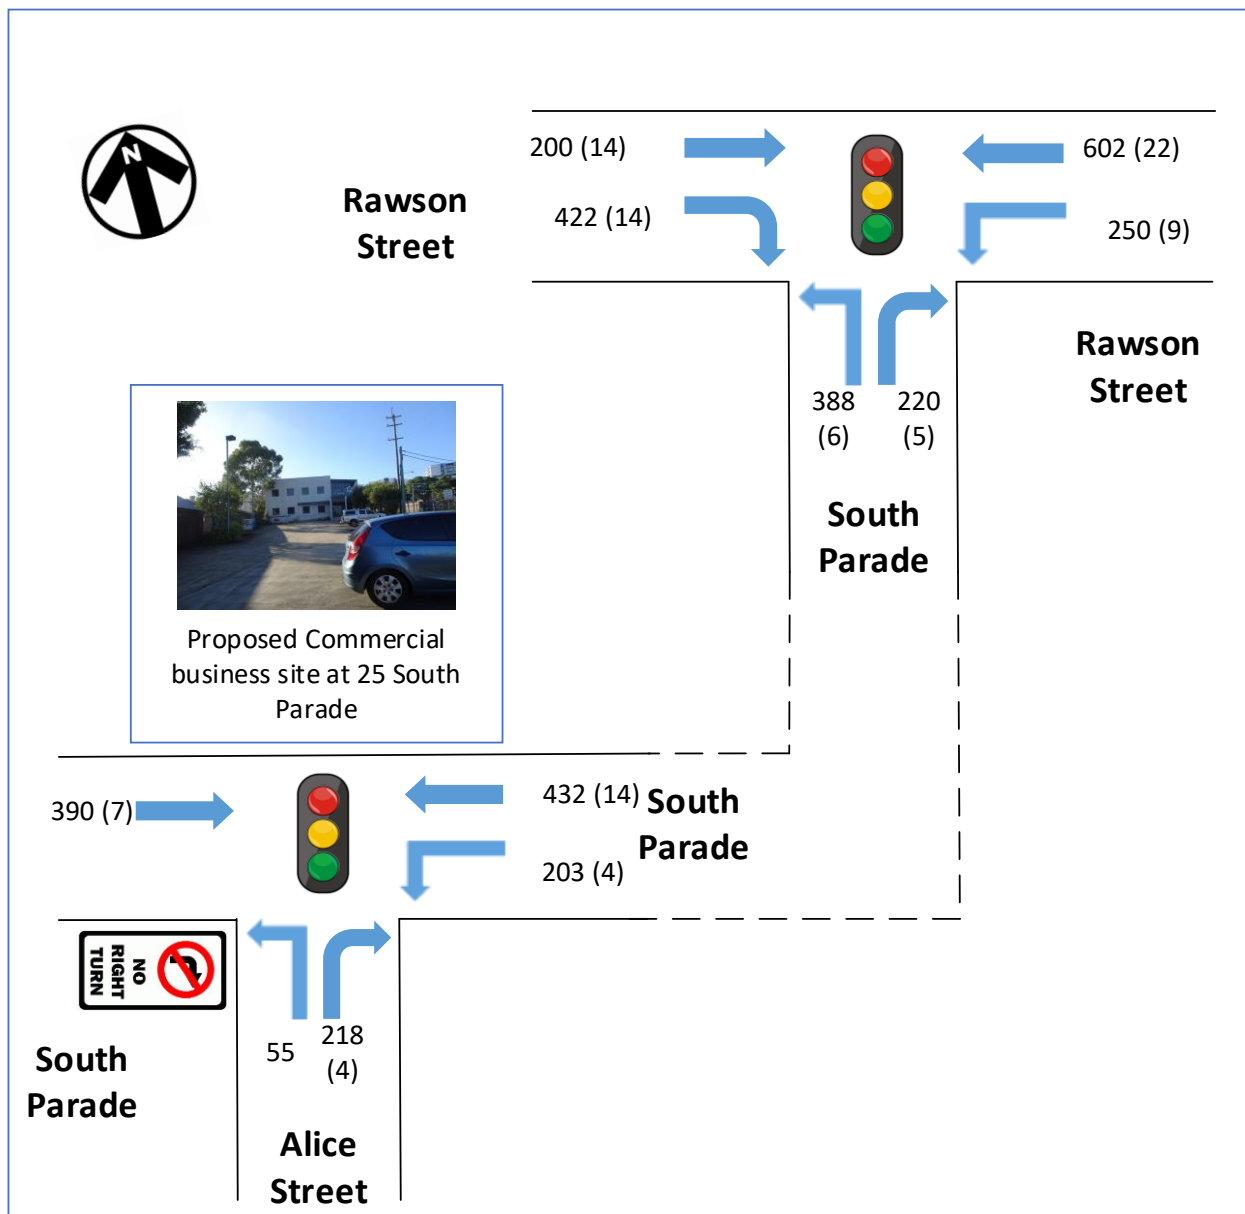 N
200 (14)
602 (22)
Rawson
Street
422 (14)
250 (9)
Rawson
Street
388
(6)
220
(5)
South
Parade
Proposed Commercial
business site at 25 South
Parade
390 (7)
432 (14)
South
Parade
203 (4)
NO
RIGHT
TURN
55
218
(4)
South
Parade
Alice
Street